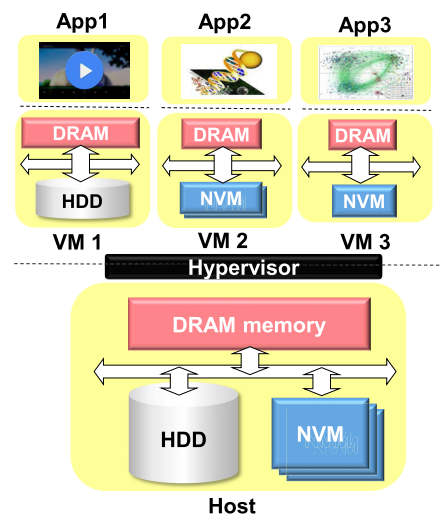 App1 App2 App3
DRAM DRAM DRAM
HDD NVM NVM
VM 1 VM 2 VM 3
Hypervisor
DRAM memory
HDD NVM
Host